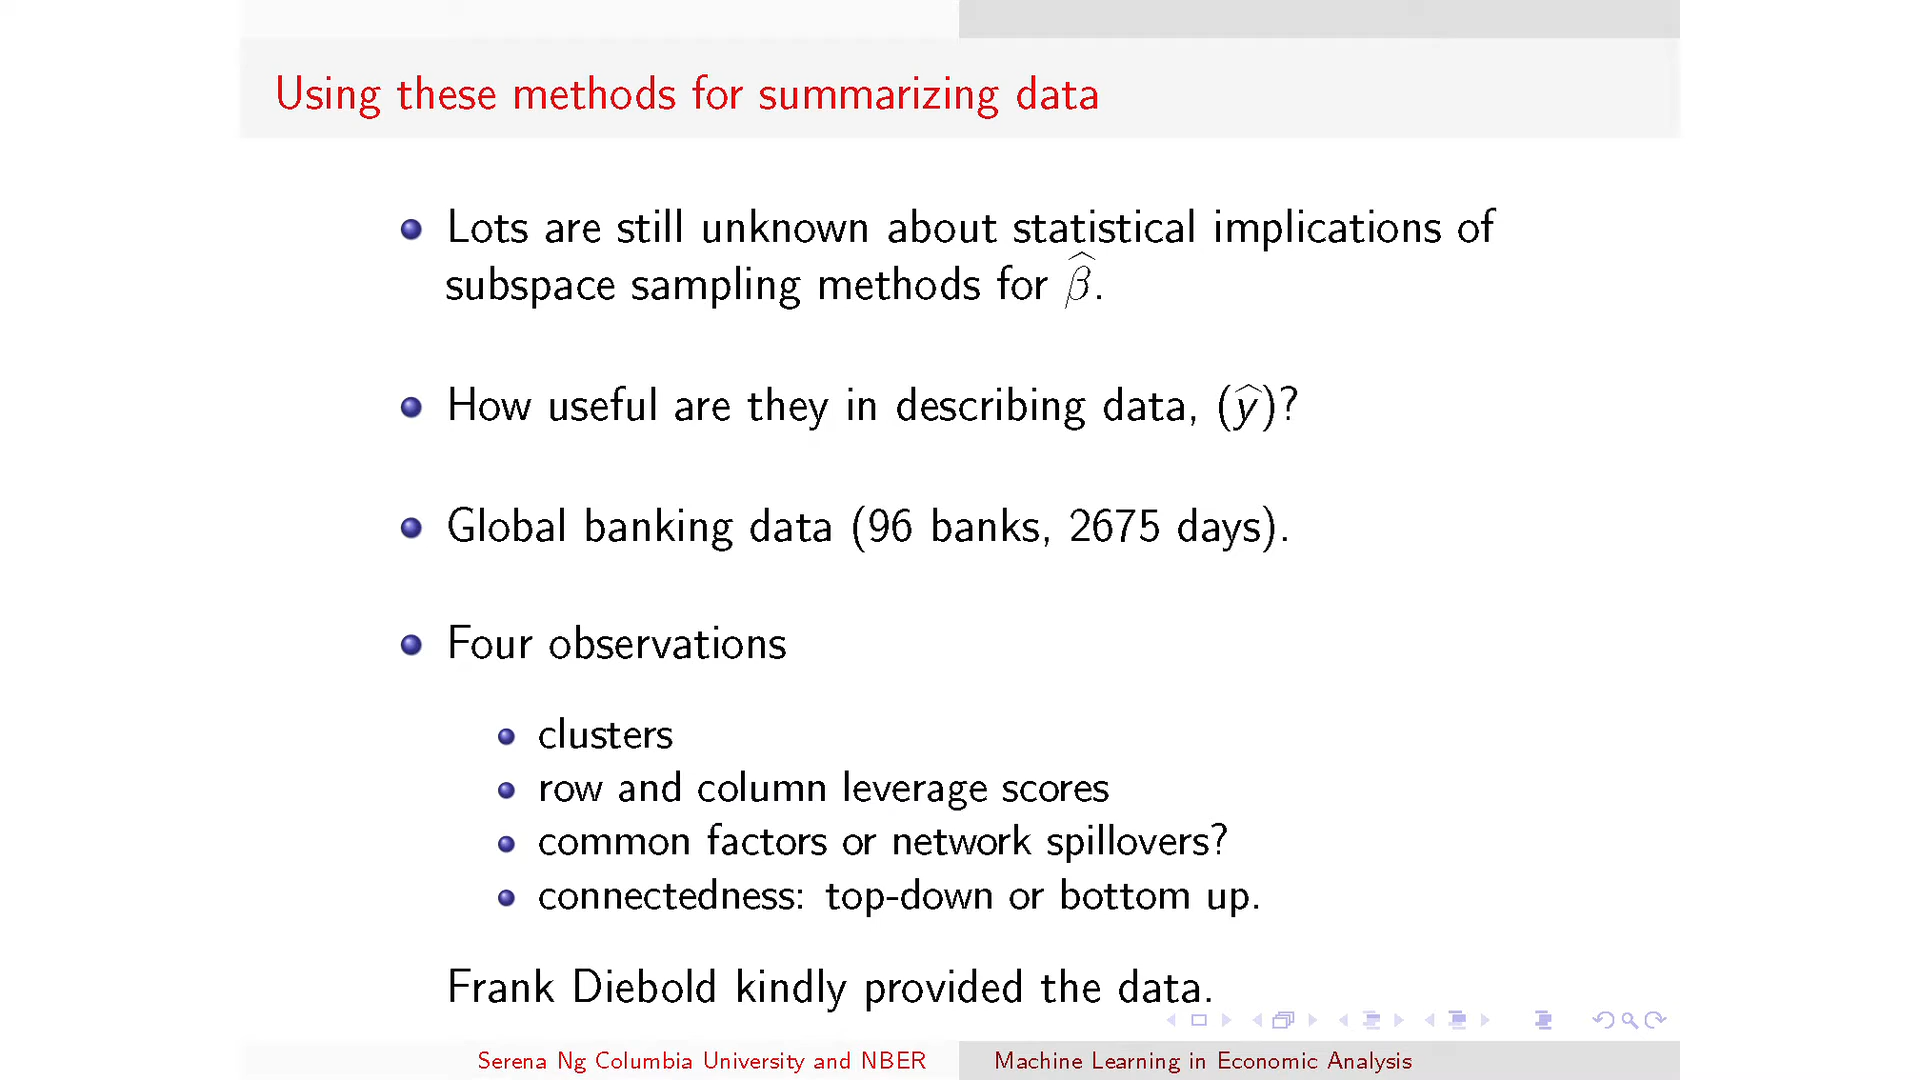 Using these methods for summarizing data
Lots are still unknown about statistical implications of
subspace sampling methods for β̂.
How useful are they in describing data, (ŷ)?
Global banking data (96 banks, 2675 days).
Four observations
clusters
row and column leverage scores
common factors or network spillovers?
connectedness: top-down or bottom up.
Frank Diebold kindly provided the data.
Serena Ng Columbia University and NBER
Machine Learning in Economic Analysis